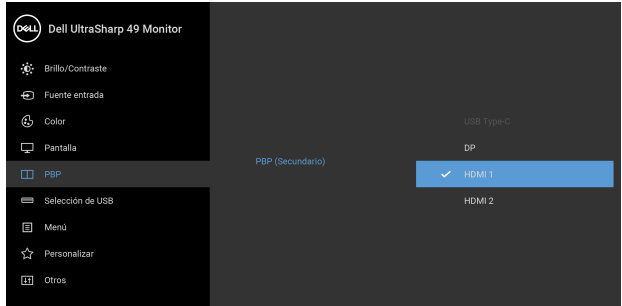 DELL
Dell UltraSharp 49 Monitor
Brillo/Contraste
Fuente entrada
Color
Pantalla
PBP
Selección de USB
Menú
Personalizar
Otros
PBP (Secundario)
USB Type-C
DP
HDMI 1
HDMI 2